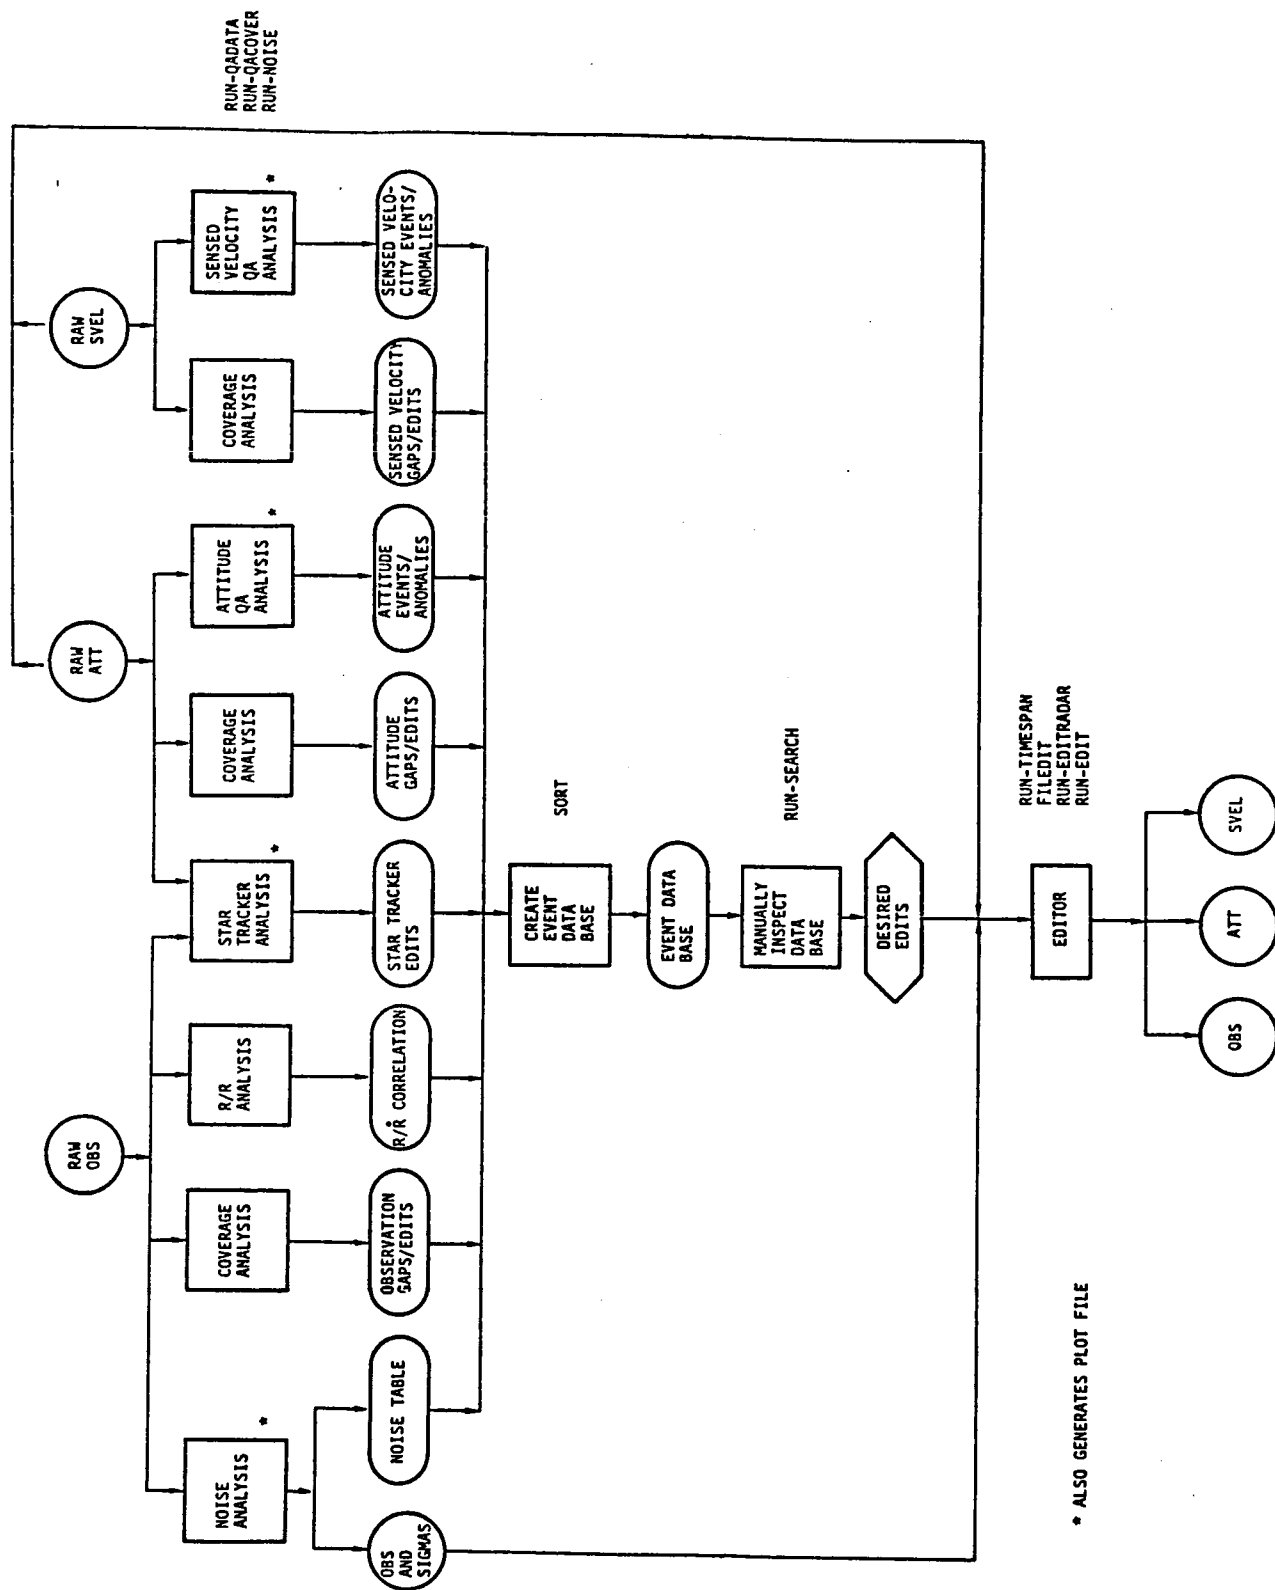 RAW
OBS
RAW
ATT
RAW
SVEL
RUN-QADATA
RUN-QACOVER
RUN-NOISE
NOISE
ANALYSIS
*
COVERAGE
ANALYSIS
R/R
ANALYSIS
STAR
TRACKER
ANALYSIS
*
COVERAGE
ANALYSIS
ATTITUDE
QA
ANALYSIS
*
COVERAGE
ANALYSIS
SENSED
VELOCITY
QA
ANALYSIS
*
OBS
AND
SIGMAS
NOISE TABLE
OBSERVATION
GAPS/EDITS
R/Ṙ CORRELATION
STAR TRACKER
EDITS
ATTITUDE
GAPS/EDITS
ATTITUDE
EVENTS/
ANOMALIES
SENSED VELOCITY
GAPS/EDITS
SENSED VELO-
CITY EVENTS/
ANOMALIES
CREATE
EVENT
DATA
BASE
SORT
EVENT DATA
BASE
MANUALLY
INSPECT
DATA
BASE
RUN-SEARCH
DESIRED
EDITS
EDITOR
RUN-TIMESPAN
FILEDIT
RUN-EDITRADAR
RUN-EDIT
OBS
ATT
SVEL
* ALSO GENERATES PLOT FILE